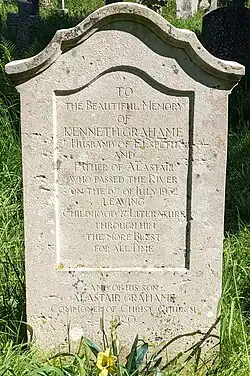 TO
THE BEAUTIFUL MEMORY
OF
KENNETH GRAHAME
HUSBAND OF ELSPETH
AND
FATHER OF ALASTAIR
WHO PASSED THE RIVER
ON THE 6TH OF JULY 1932
LEAVING
CHILDHOOD & LITERATURE
THROUGH HIM
THE MORE BLEST
FOR ALL TIME
AND OF HIS SON
ALASTAIR GRAHAME
COMMONER OF CHRIST CHURCH
1920